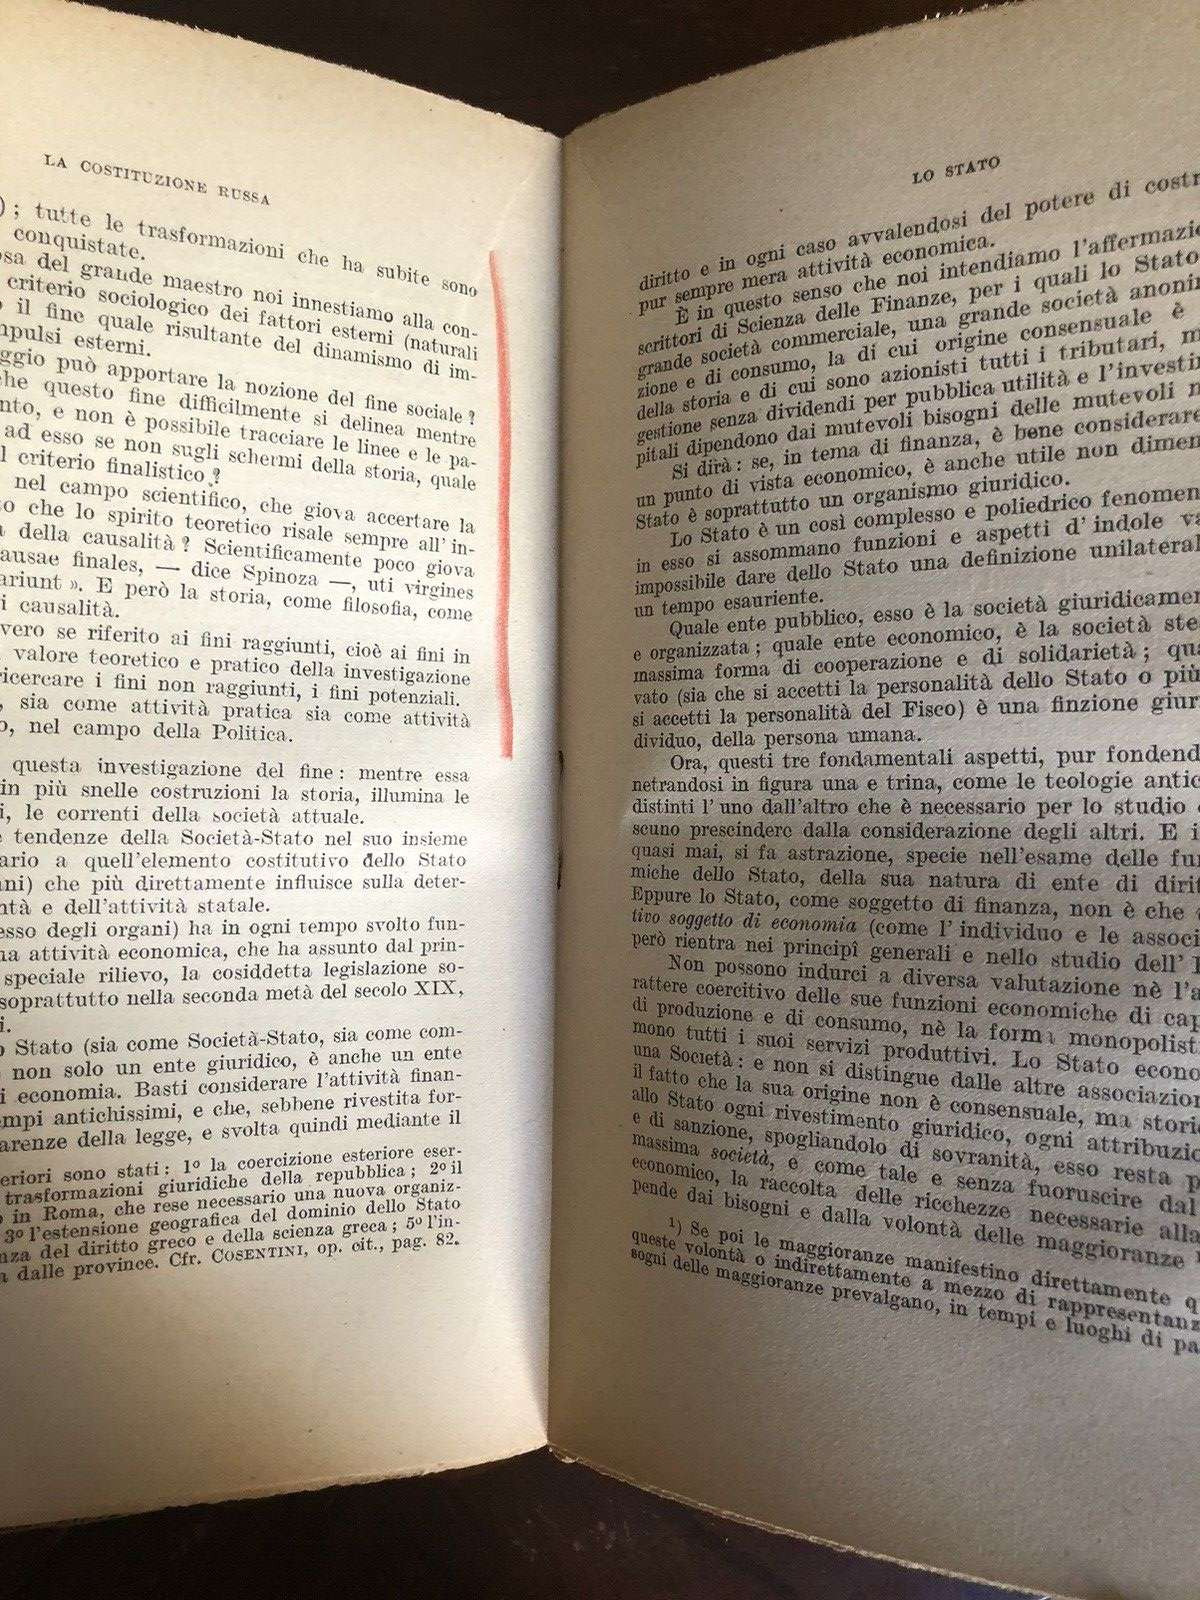 LA COSTITUZIONE RUSSA
) ; tutte le trasformazioni che ha subite sono
conquistate.
osa del grande maestro noi innestiamo alla con-
criterio sociologico dei fattori esterni (naturali
o il fine quale risultante del dinamismo di im-
mpulsi esterni.
ggio può apportare la nozione del fine sociale ?
che questo fine difficilmente si delinea mentre
nto, e non è possibile tracciare le linee e le pa-
ad esso se non sugli schemi della storia, quale
l criterio finalistico ?
nel campo scientifico, che giova accertare la
o che lo spirito teoretico risale sempre all' in-
a della causalità ? Scientificamente poco giova
ausae finales, — dice Spinoza —, uti virgines
ariunt ». E però la storia, come filosofia, come
i causalità.
vero se riferito ai fini raggiunti, cioè ai fini in
valore teoretico e pratico della investigazione
ricercare i fini non raggiunti, i fini potenziali.
, sia come attività pratica sia come attività
o, nel campo della Politica.
questa investigazione del fine : mentre essa
in più snelle costruzioni la storia, illumina le
i, le correnti della società attuale.
e tendenze della Società-Stato nel suo insieme
ario a quell'elemento costitutivo dello Stato
ani) che più direttamente influisce sulla deter-
ntà e dell'attività statale.
esso degli organi) ha in ogni tempo svolto fun-
na attività economica, che ha assunto dal prin-
speciale rilievo, la cosiddetta legislazione so-
soprattutto nella seconda metà del secolo XIX,
i.
o Stato (sia come Società-Stato, sia come com-
non solo un ente giuridico, è anche un ente
i economia. Basti considerare l'attività finan-
empi antichissimi, e che, sebbene rivestita for-
arenze della legge, e svolta quindi mediante il
eriori sono stati : 1º la coercizione esteriore eser-
trasformazioni giuridiche della repubblica ; 2º il
o in Roma, che rese necessario una nuova organiz-
3º l'estensione geografica del dominio dello Stato
nza del diritto greco e della scienza greca ; 5º l'in-
a dalle province. Cfr. COSENTINI, op. cit., pag. 82.
LO STATO
diritto e in ogni caso avvalendosi del potere di costr
pur sempre mera attività economica.
È in questo senso che noi intendiamo l'affermazio
scrittori di Scienza delle Finanze, per i quali lo Stato
grande società commerciale, una grande società anonim
zione e di consumo, la di cui origine consensuale è
della storia e di cui sono azionisti tutti i tributari, m
gestione senza dividendi per pubblica utilità e l'investim
pitali dipendono dai mutevoli bisogni delle mutevoli m
Si dirà : se, in tema di finanza, è bene considerare
un punto di vista economico, è anche utile non dimen
Stato è soprattutto un organismo giuridico.
Lo Stato è un così complesso e poliedrico fenomen
in esso si assommano funzioni e aspetti d' indole va
impossibile dare dello Stato una definizione unilateral
un tempo esauriente.
Quale ente pubblico, esso è la società giuridicamen
e organizzata ; quale ente economico, è la società ste
massima forma di cooperazione e di solidarietà ; qua
vato (sia che si accetti la personalità dello Stato o più
si accetti la personalità del Fisco) è una finzione giur
dividuo, della persona umana.
Ora, questi tre fondamentali aspetti, pur fondend
netrandosi in figura una e trina, come le teologie antic
distinti l' uno dall'altro che è necessario per lo studio
scuno prescindere dalla considerazione degli altri. E i
quasi mai, si fa astrazione, specie nell'esame delle fu
miche dello Stato, della sua natura di ente di dirit
Eppure lo Stato, come soggetto di finanza, non è che
tivo soggetto di economia (come l' individuo e le associ
però rientra nei principî generali e nello studio dell'
Non possono indurci a diversa valutazione nè l'a
rattere coercitivo delle sue funzioni economiche di cap
di produzione e di consumo, nè la forma monopolist
mono tutti i suoi servizi produttivi. Lo Stato econo
una Società : e non si distingue dalle altre associazion
il fatto che la sua origine non è consensuale, ma stori
allo Stato ogni rivestimento giuridico, ogni attribuzio
e di sanzione, spogliandolo di sovranità, esso resta p
massima società, e come tale e senza fuoruscire dal
economico, la raccolta delle ricchezze necessarie alla
pende dai bisogni e dalla volontà delle maggioranze ¹
¹) Se poi le maggioranze manifestino direttamente q
queste volontà o indirettamente a mezzo di rappresentanz
sogni delle maggioranze prevalgano, in tempi e luoghi di pa